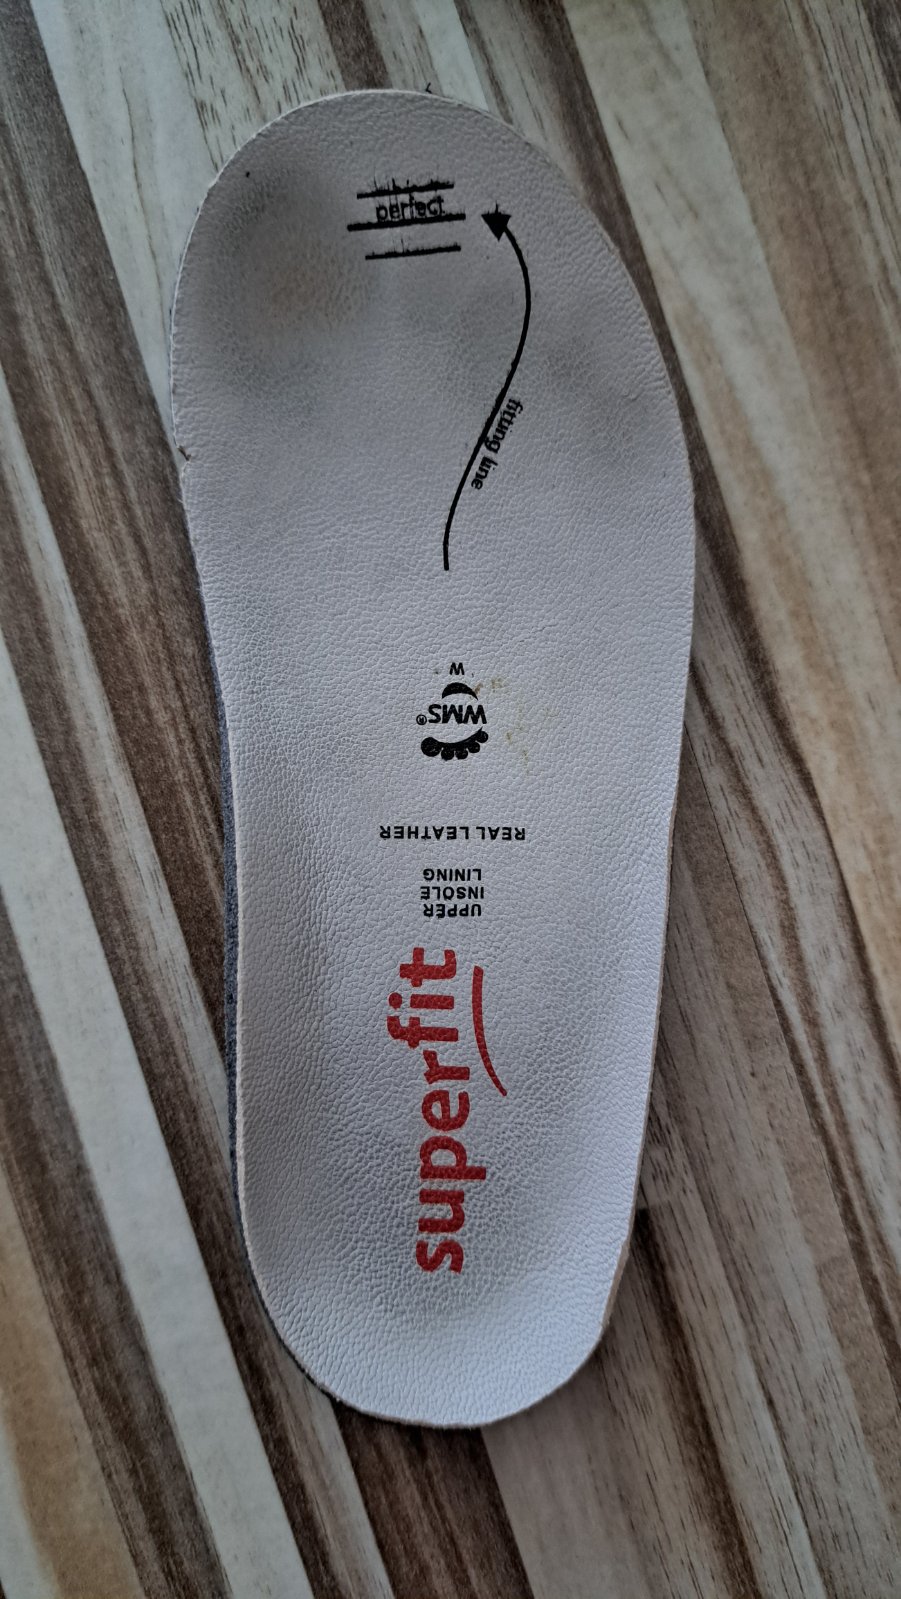 perfect
fitting line
W
WMS®
REAL LEATHER
UPPER
INSOLE
LINING
superfit